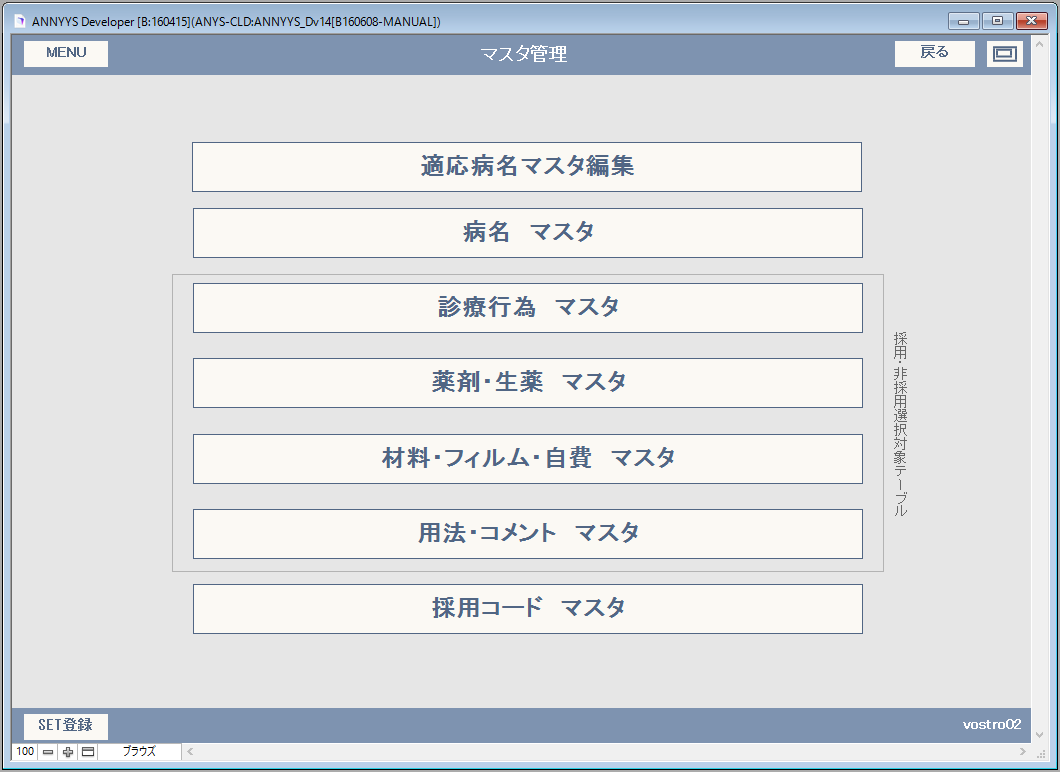 ANNYYS Developer [B:160415](ANYS-CLD:ANNYYS_Dv14[B160608-MANUAL])
MENU
マスタ管理
戻る
適応病名マスタ編集
病名　マスタ
診療行為　マスタ
薬剤・生薬　マスタ
材料・フィルム・自費　マスタ
用法・コメント　マスタ
採用・非採用選択対象テーブル
採用コード　マスタ
SET登録
vostro02
100
ブラウズ